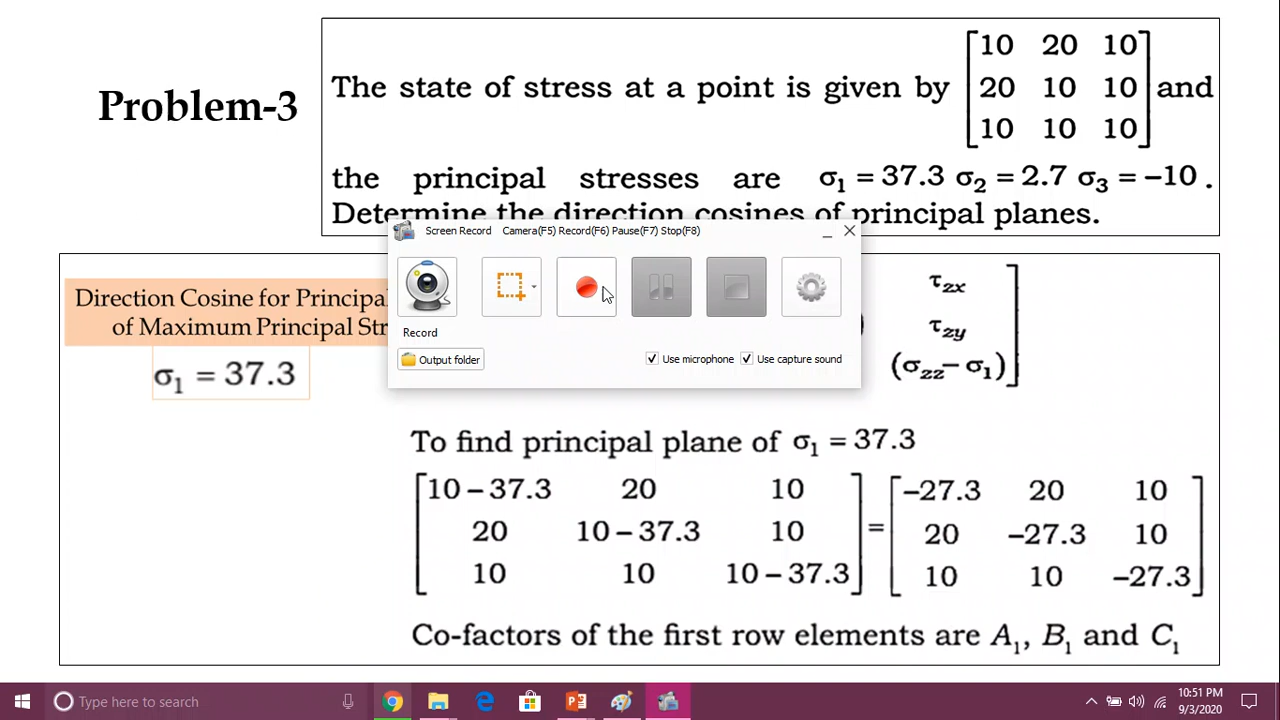 Problem-3
The state of stress at a point is given by [10 20 10
20 10 10
10 10 10] and
the principal stresses are σ₁ = 37.3 σ₂ = 2.7 σ₃ = −10 .
Determine the direction cosines of principal planes.
Screen Record Camera(F5) Record(F6) Pause(F7) Stop(F8)
Record
Output folder
Use microphone
Use capture sound
Direction Cosine for Principal
of Maximum Principal
σ₁ = 37.3
τzx
τzy
(σzz − σ₁)
To find principal plane of σ₁ = 37.3
[10 − 37.3 20 10
20 10 − 37.3 10
10 10 10 − 37.3] = [−27.3 20 10
20 −27.3 10
10 10 −27.3]
Co-factors of the first row elements are A₁, B₁ and C₁
Type here to search
10:51 PM
9/3/2020